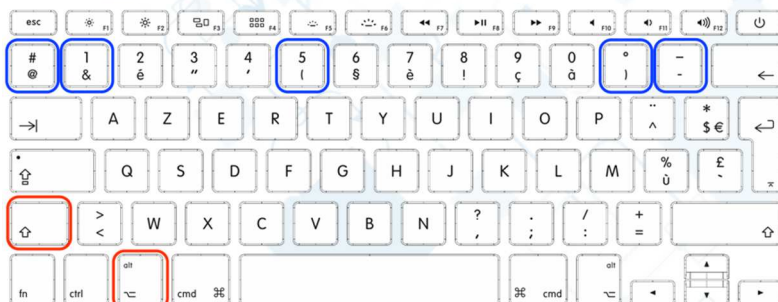 esc F1 F2 F3 F4 F5 F6 F7 F8 F9 F10 F11 F12
# 1 2 3 4 5 6 7 8 9 0 ° –
@ & é " ' ( § è ! ç à ) - ←
→| A Z E R T Y U I O P ¨ ^ * $ €
Q S D F G H J K L M % ù £ `
> < W X C V B N ? , . ; / : + =
alt alt
fn ctrl ⌥ cmd ⌘ ⌘ cmd ⌥